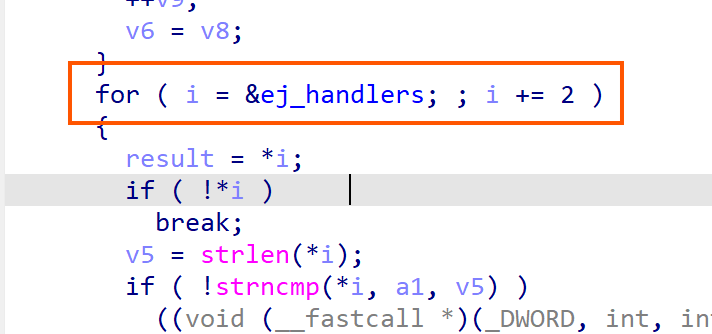 ++v9;
v6 = v8;
}
for ( i = &ej_handlers; ; i += 2 )
{
result = *i;
if ( !*i )
break;
v5 = strlen(*i);
if ( !strncmp(*i, a1, v5) )
((void (__fastcall *)(_DWORD, int, in